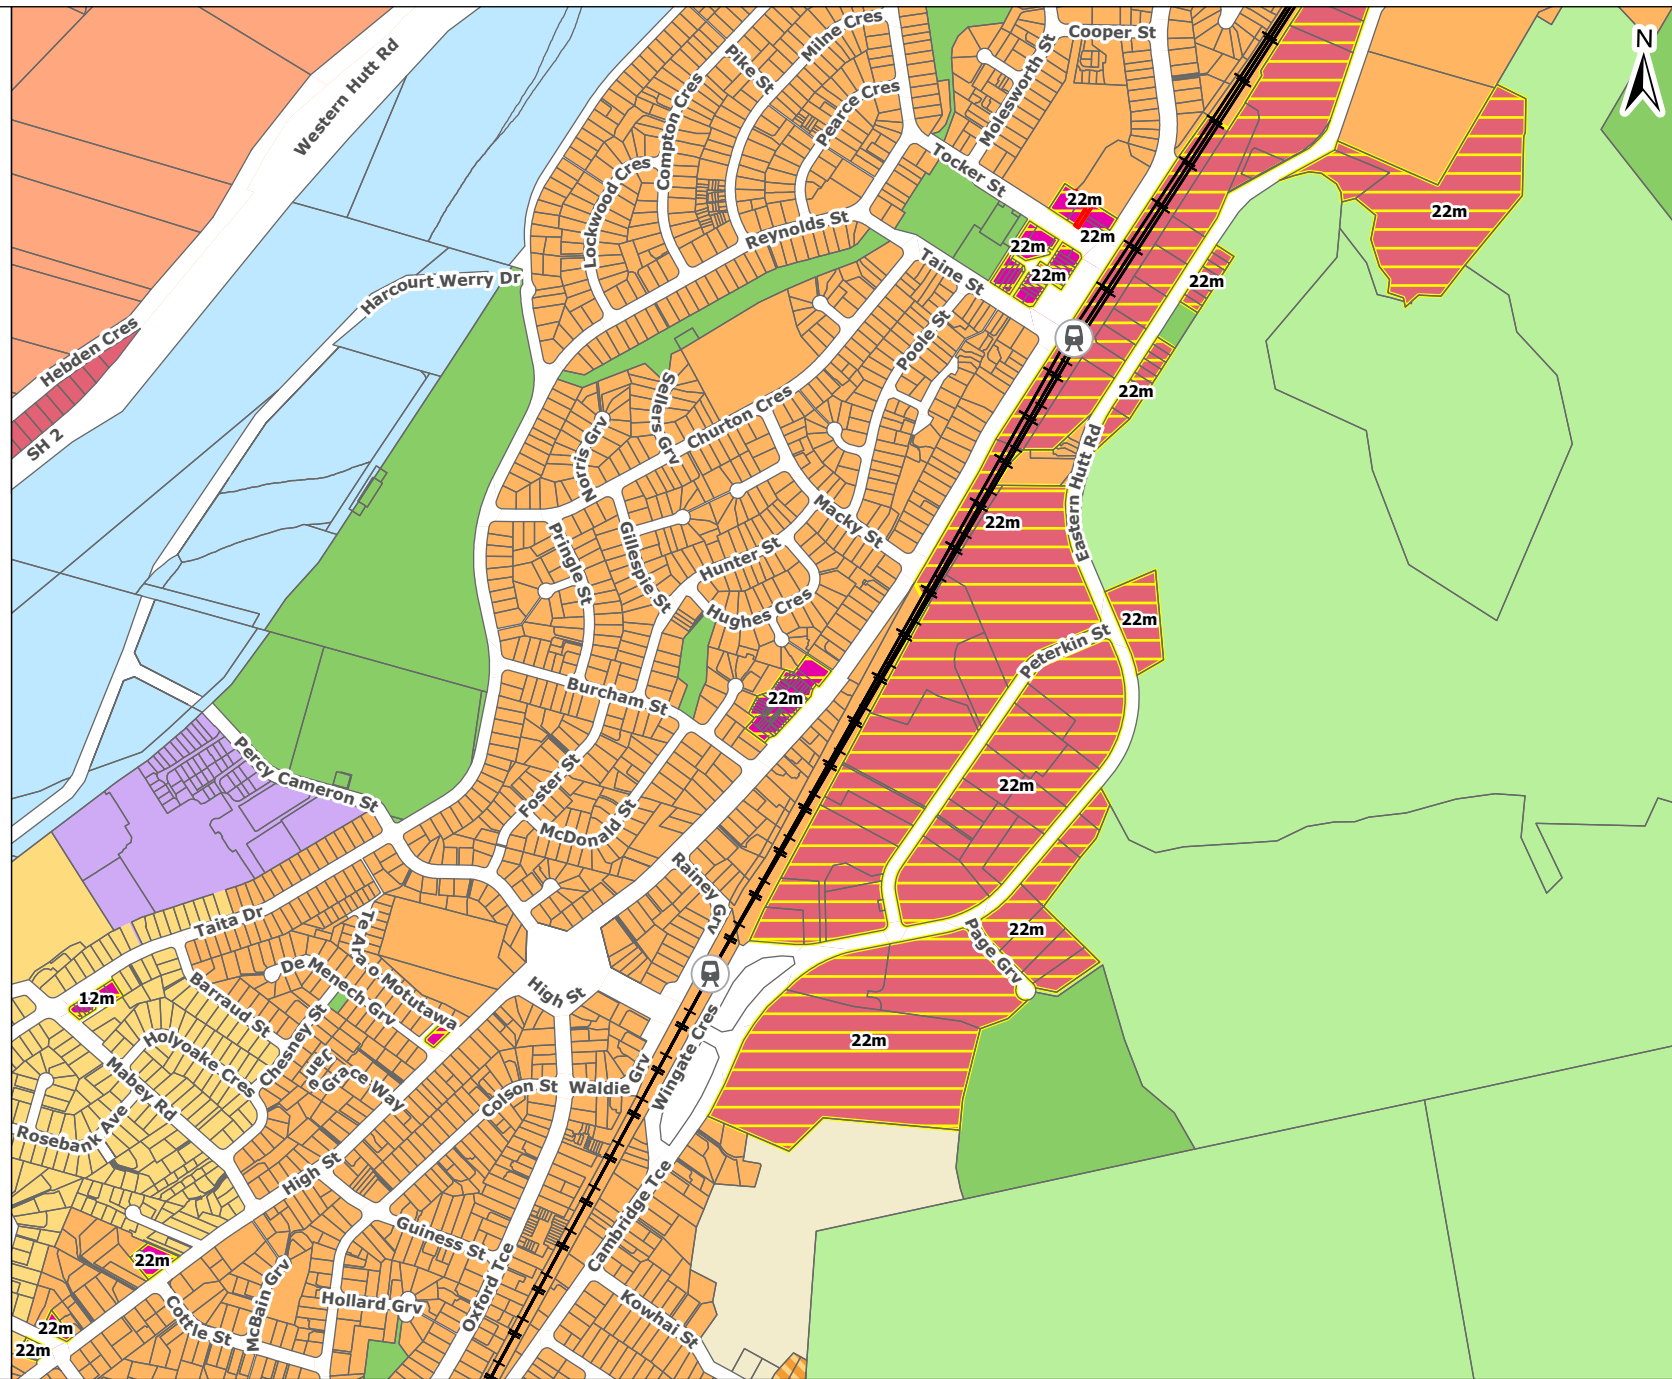 N
Cooper St
Milne Cres
Pike St
Western Hutt Rd
Molesworth St
Compton Cres
Pearce Cres
Tocker St
Lockwood Cres
22m
22m
22m
22m
22m
Reynolds St
Taine St
Harcourt Werry Dr
22m
Hebden Cres
Poole St
22m
Sellers Grv
Churton Cres
SH 2
Norris Grv
Eastern Hutt Rd
Macky St
22m
Pringle St
Gillespie St
Hunter St
Hughes Cres
22m
Peterkin St
Burcham St
22m
Percy Cameron St
Foster St
22m
McDonald St
Rainey Grv
Taita Dr
Te Ara o Motutawa
22m
Page Grv
De Menech Grv
12m
Barraud St
High St
Chesney St
22m
Holyoake Cres
Mabey Rd
Jane Grv
Grace Way
Colson St
Waldie Grv
Wingate Cres
Rosebank Ave
High St
Cambridge Tce
Guiness St
22m
McBain Grv
Oxford Tce
Hollard Grv
Kowhai St
Cottle St
22m
22m